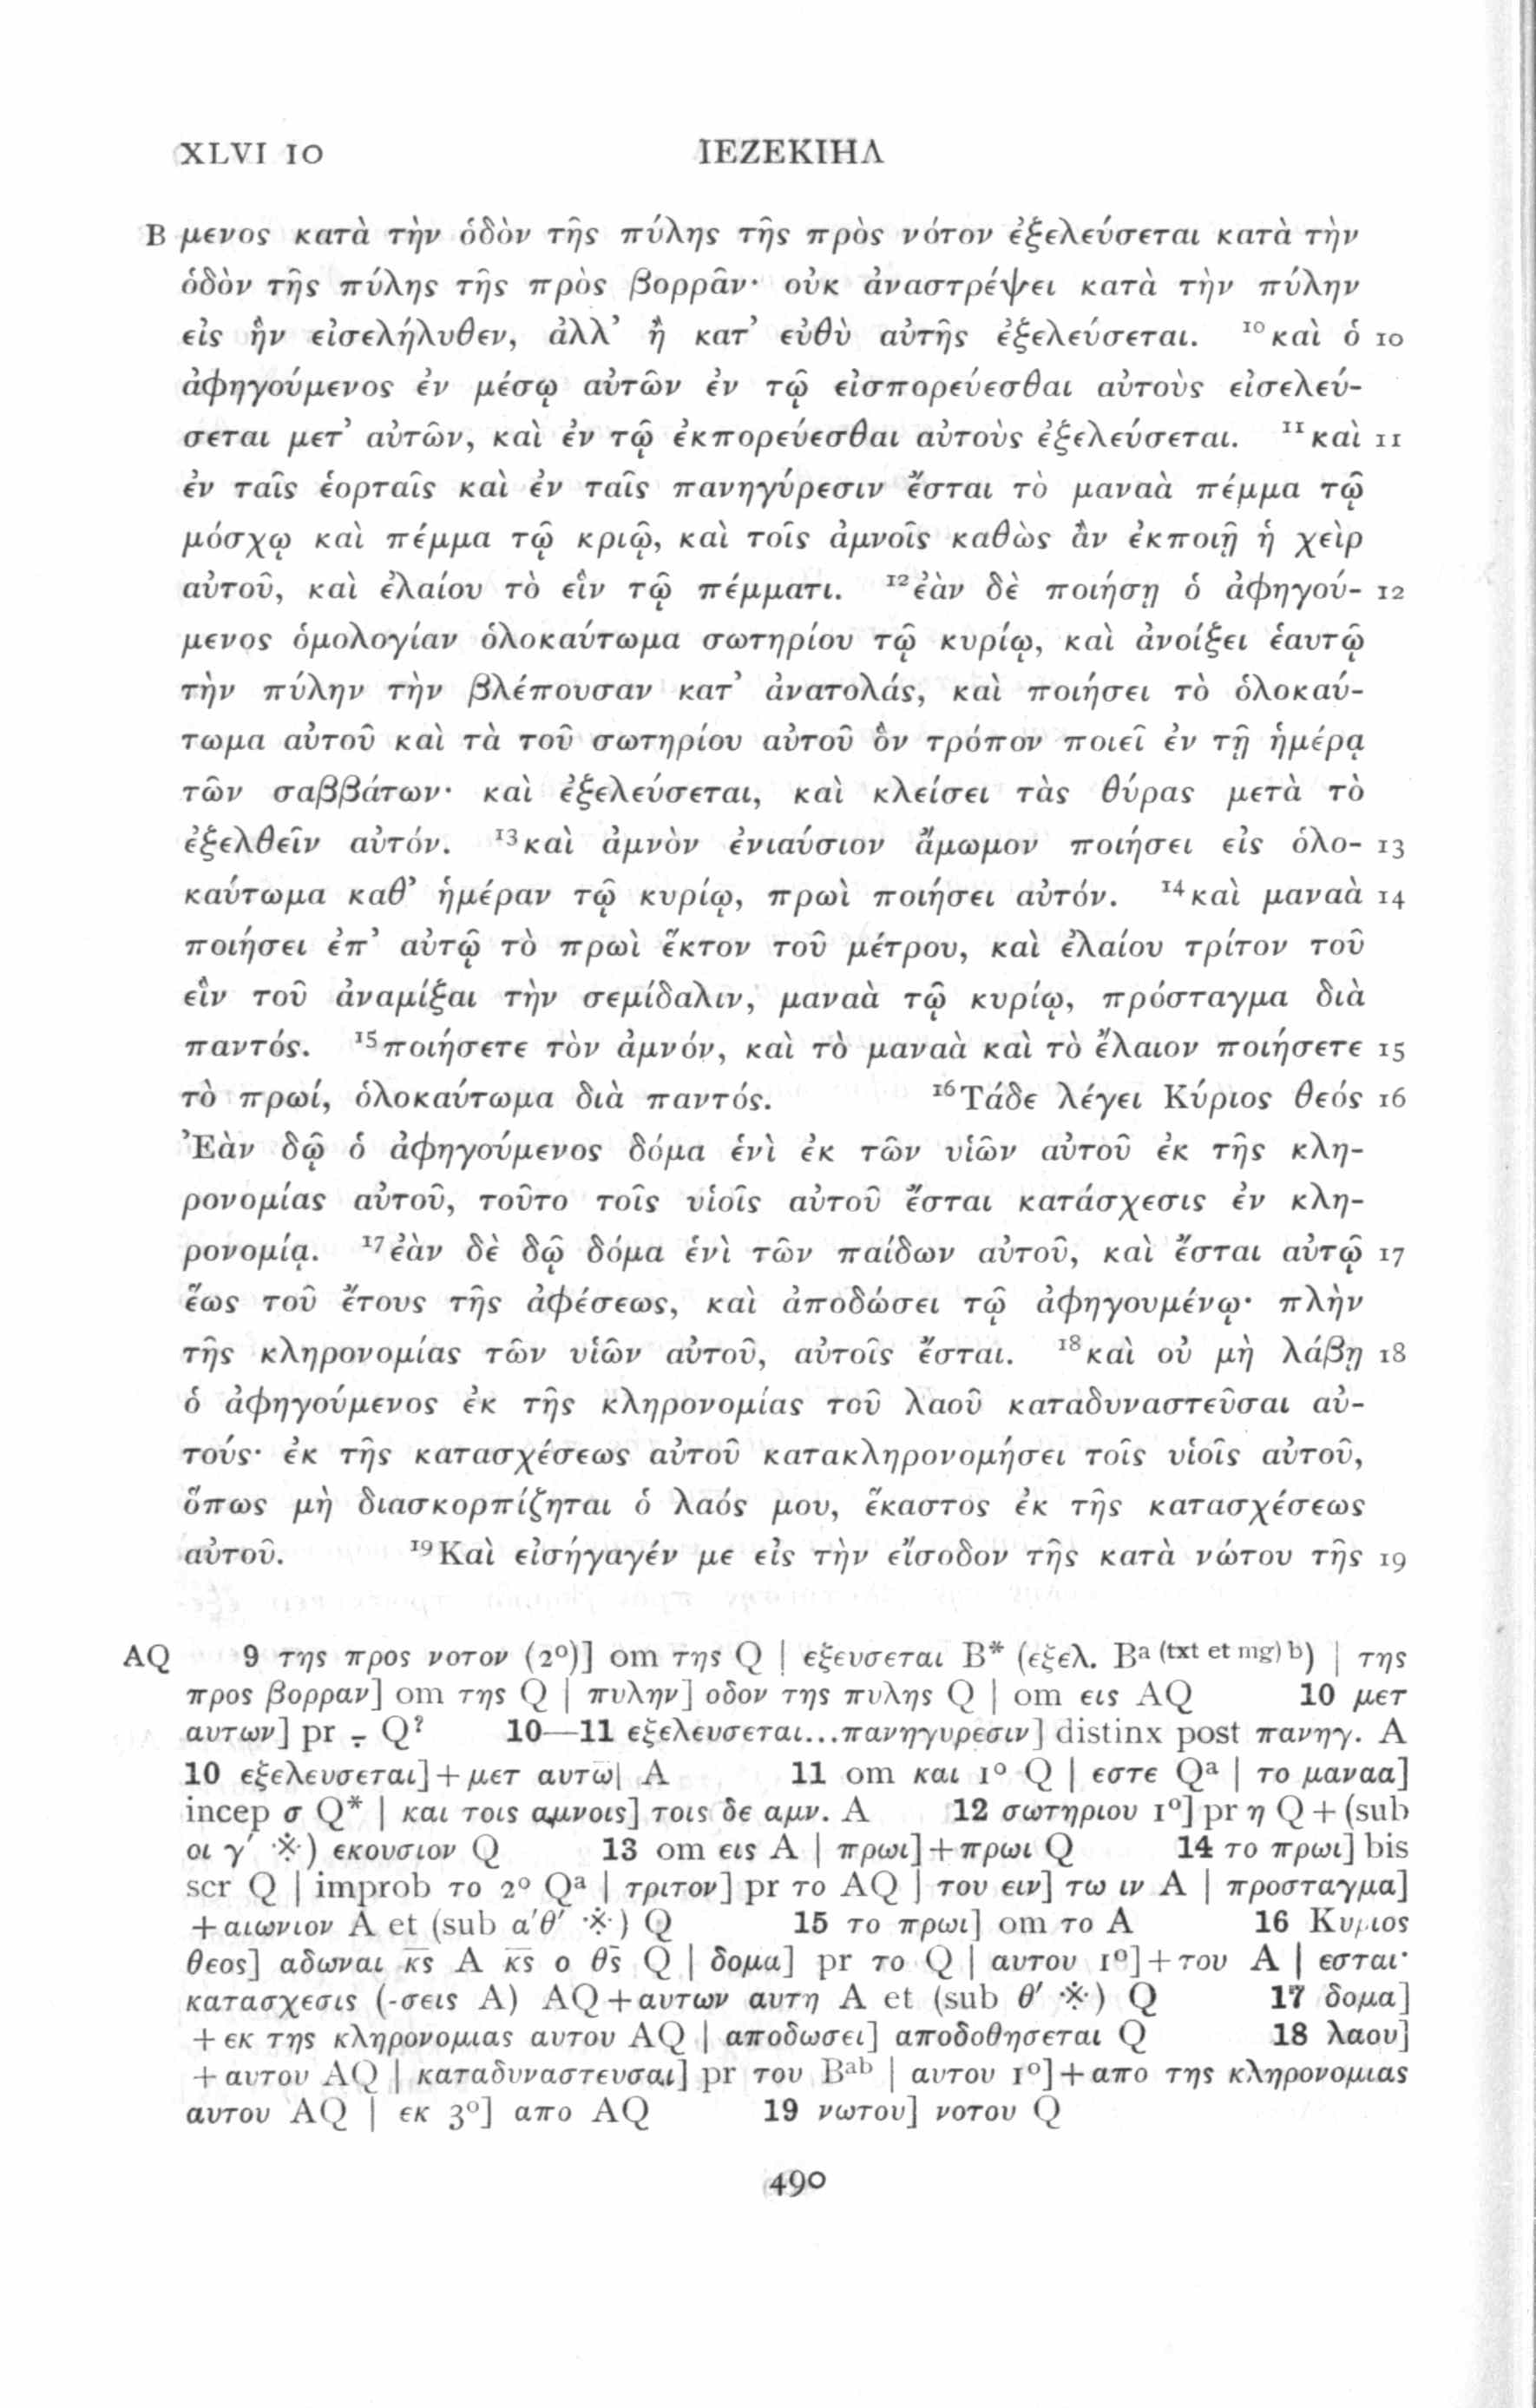 XLVI 10 ΙΕΖΕΚΙΗΛ
B μενος κατὰ τὴν ὁδὸν τῆς πύλης τῆς πρὸς νότον ἐξελεύσεται κατὰ τὴν
ὁδὸν τῆς πύλης τῆς πρὸς βορρᾶν· οὐκ ἀναστρέψει κατὰ τὴν πύλην
εἰς ἣν εἰσελήλυθεν, ἀλλ’ ἢ κατ’ εὐθὺ αὐτῆς ἐξελεύσεται. ¹⁰καὶ ὁ 10
ἀφηγούμενος ἐν μέσῳ αὐτῶν ἐν τῷ εἰσπορεύεσθαι αὐτοὺς εἰσελεύ-
σεται μετ’ αὐτῶν, καὶ ἐν τῷ ἐκπορεύεσθαι αὐτοὺς ἐξελεύσεται. ¹¹καὶ 11
ἐν ταῖς ἑορταῖς καὶ ἐν ταῖς πανηγύρεσιν ἔσται τὸ μαναὰ πέμμα τῷ
μόσχῳ καὶ πέμμα τῷ κριῷ, καὶ τοῖς ἀμνοῖς καθὼς ἂν ἐκποιῇ ἡ χεὶρ
αὐτοῦ, καὶ ἐλαίου τὸ εἲν τῷ πέμματι. ¹²ἐὰν δὲ ποιήσῃ ὁ ἀφηγού- 12
μενος ὁμολογίαν ὁλοκαύτωμα σωτηρίου τῷ κυρίῳ, καὶ ἀνοίξει ἑαυτῷ
τὴν πύλην τὴν βλέπουσαν κατ’ ἀνατολάς, καὶ ποιήσει τὸ ὁλοκαύ-
τωμα αὐτοῦ καὶ τὰ τοῦ σωτηρίου αὐτοῦ ὃν τρόπον ποιεῖ ἐν τῇ ἡμέρᾳ
τῶν σαββάτων· καὶ ἐξελεύσεται, καὶ κλείσει τὰς θύρας μετὰ τὸ
ἐξελθεῖν αὐτόν. ¹³καὶ ἀμνὸν ἐνιαύσιον ἄμωμον ποιήσει εἰς ὁλο- 13
καύτωμα καθ’ ἡμέραν τῷ κυρίῳ, πρωὶ ποιήσει αὐτόν. ¹⁴καὶ μαναὰ 14
ποιήσει ἐπ’ αὐτῷ τὸ πρωὶ ἕκτον τοῦ μέτρου, καὶ ἐλαίου τρίτον τοῦ
εἲν τοῦ ἀναμίξαι τὴν σεμίδαλιν, μαναὰ τῷ κυρίῳ, πρόσταγμα διὰ
παντός. ¹⁵ποιήσετε τὸν ἀμνόν, καὶ τὸ μαναὰ καὶ τὸ ἔλαιον ποιήσετε 15
τὸ πρωί, ὁλοκαύτωμα διὰ παντός. ¹⁶Τάδε λέγει Κύριος θεός 16
Ἐὰν δῷ ὁ ἀφηγούμενος δόμα ἑνὶ ἐκ τῶν υἱῶν αὐτοῦ ἐκ τῆς κλη-
ρονομίας αὐτοῦ, τοῦτο τοῖς υἱοῖς αὐτοῦ ἔσται κατάσχεσις ἐν κλη-
ρονομίᾳ. ¹⁷ἐὰν δὲ δῷ δόμα ἑνὶ τῶν παίδων αὐτοῦ, καὶ ἔσται αὐτῷ 17
ἕως τοῦ ἔτους τῆς ἀφέσεως, καὶ ἀποδώσει τῷ ἀφηγουμένῳ· πλὴν
τῆς κληρονομίας τῶν υἱῶν αὐτοῦ, αὐτοῖς ἔσται. ¹⁸καὶ οὐ μὴ λάβῃ 18
ὁ ἀφηγούμενος ἐκ τῆς κληρονομίας τοῦ λαοῦ καταδυναστεῦσαι αὐ-
τούς· ἐκ τῆς κατασχέσεως αὐτοῦ κατακληρονομήσει τοῖς υἱοῖς αὐτοῦ,
ὅπως μὴ διασκορπίζηται ὁ λαός μου, ἕκαστος ἐκ τῆς κατασχέσεως
αὐτοῦ. ¹⁹Καὶ εἰσήγαγέν με εἰς τὴν εἴσοδον τῆς κατὰ νώτου τῆς 19
AQ 9 της προς νοτον (2°)] om της Q | εξευσεται B* (εξελ. Bᵃ ⁽ᵗˣᵗ ᵉᵗ ᵐᵍ⁾ ᵇ) | της
προς βορραν] om της Q | πυλην] οδον της πυλης Q | om εις AQ 10 μετ
αυτων] pr ÷ Q? 10—11 εξελευσεται...πανηγυρεσιν] distinx post πανηγ. A
10 εξελευσεται]+μετ αυτω̅| A 11 om και 1° Q | εστε Qᵃ | το μαναα]
incep σ Q* | και τοις αμνοις] τοις δε αμν. A 12 σωτηριου 1°] pr η Q + (sub
οι γ′ ※) εκουσιον Q 13 om εις A | πρωι]+πρωι Q 14 το πρωι] bis
scr Q | improb το 2° Qᵃ | τριτον] pr το AQ | του ειν] τω ιν A | προσταγμα]
+αιωνιον A et (sub α′θ′ ※) Q 15 το πρωι] om το A 16 Κυριος
θεος] αδωναι κ̅ς̅ A κ̅ς̅ ο θ̅ς̅ Q | δομα] pr το Q | αυτου 1°]+του A | εσται·
κατασχεσις (-σεις A) AQ+αυτων αυτη A et (sub θ′ ※) Q 17 δομα]
+εκ της κληρονομιας αυτου AQ | αποδωσει] αποδοθησεται Q 18 λαου]
+αυτου AQ | καταδυναστευσαι] pr του Bᵃᵇ | αυτου 1°]+απο της κληρονομιας
αυτου AQ | εκ 3°] απο AQ 19 νωτου] νοτου Q
490